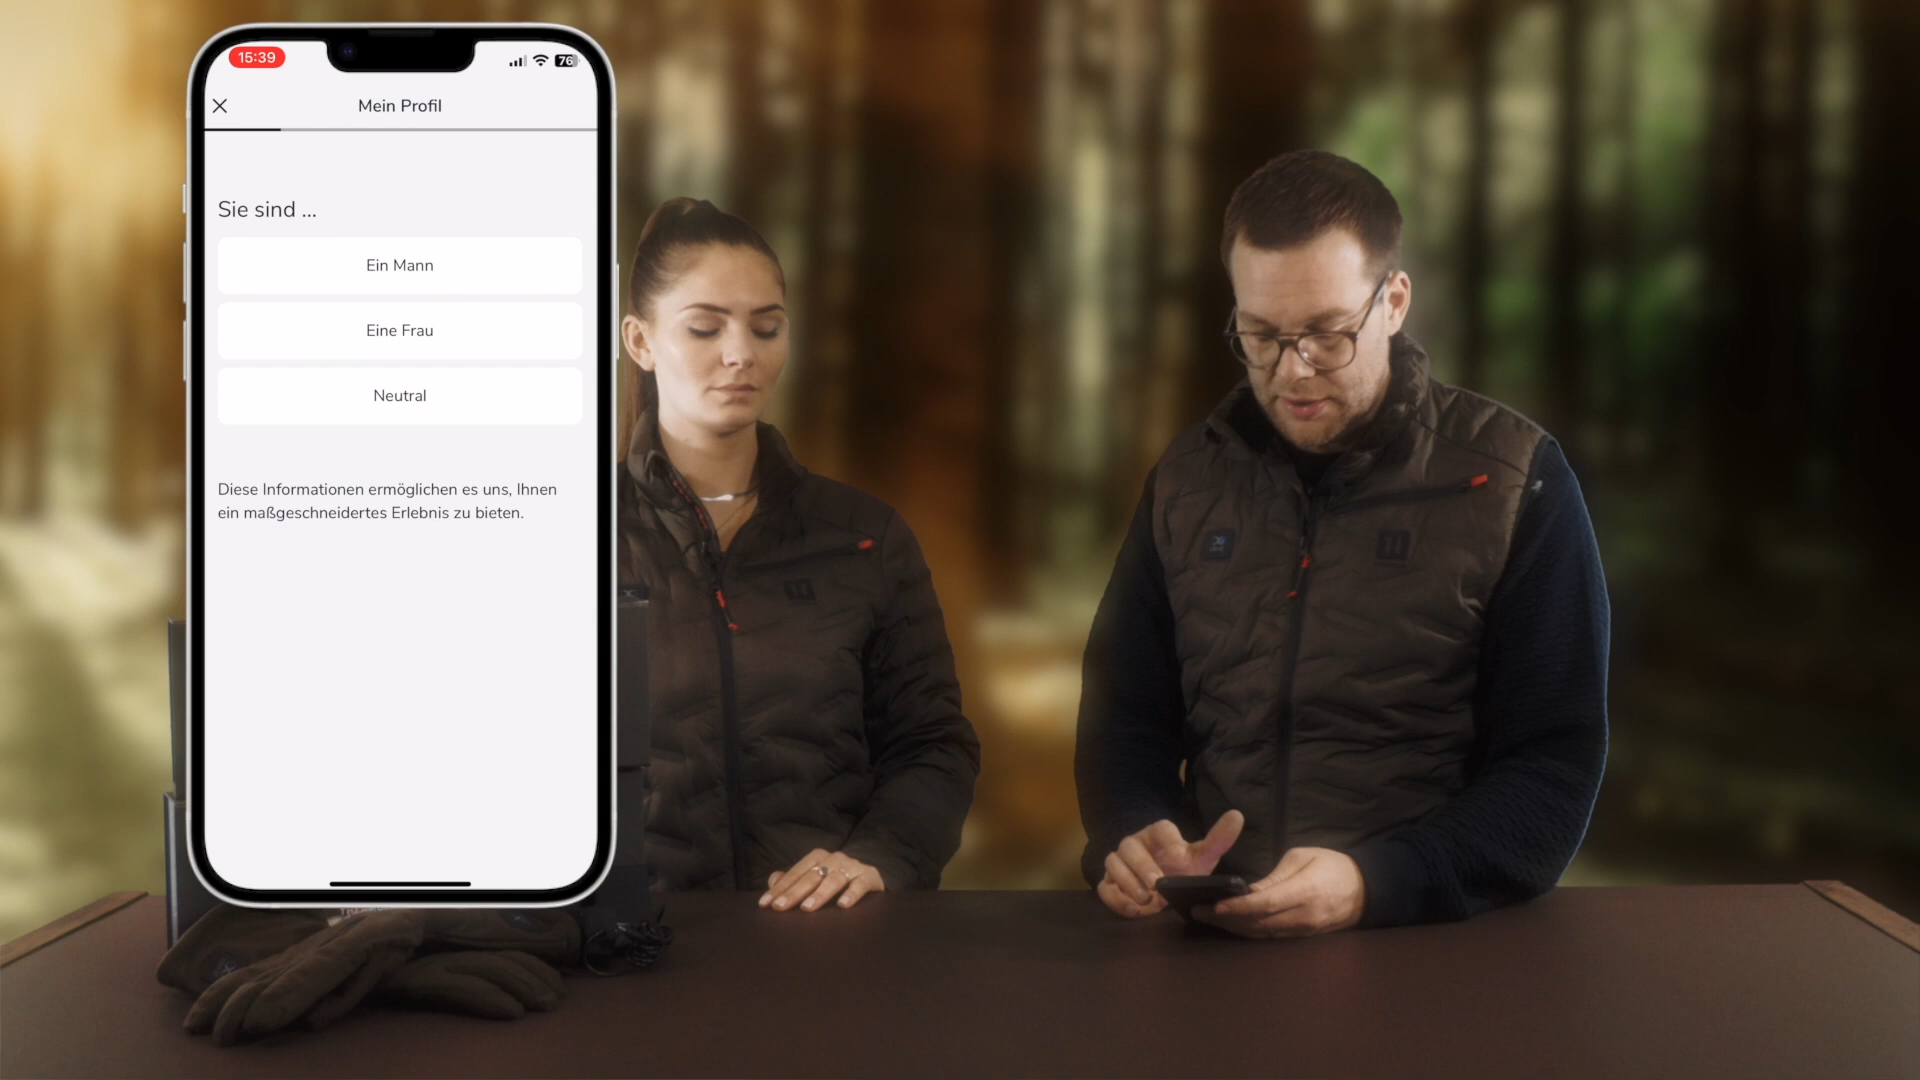 15:39
76
Mein Profil
Sie sind ...
Ein Mann
Eine Frau
Neutral
Diese Informationen ermöglichen es uns, Ihnen
ein maßgeschneidertes Erlebnis zu bieten.